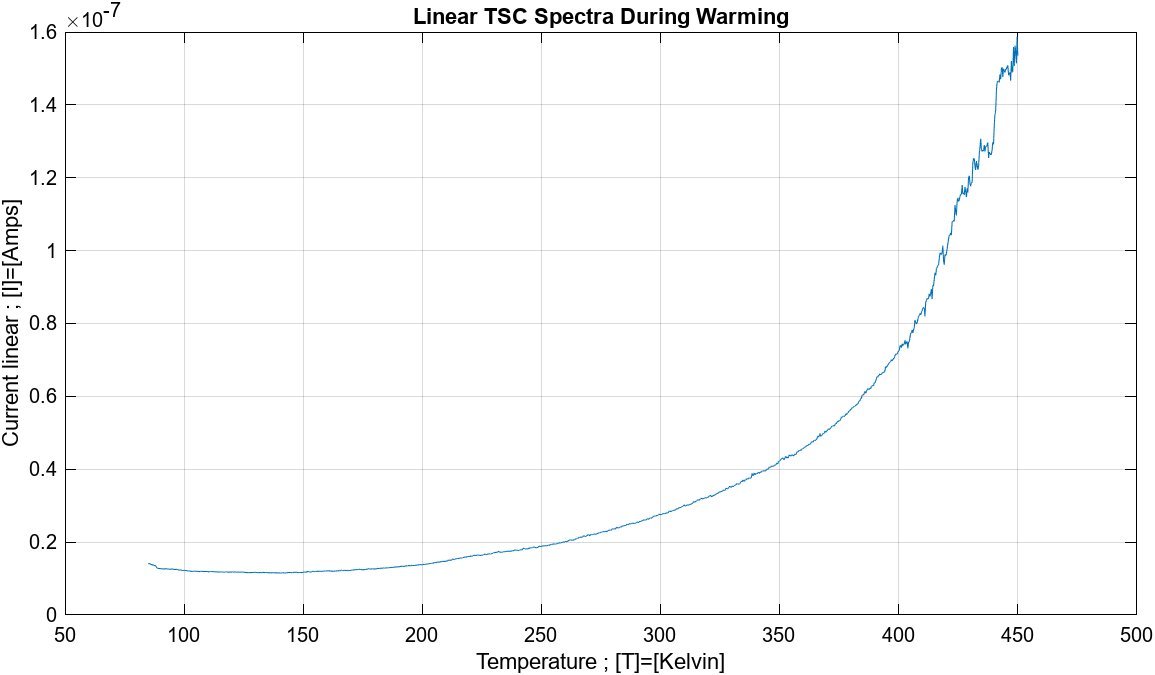 Linear TSC Spectra During Warming
×10-7
1.6
1.4
1.2
1
0.8
0.6
0.4
0.2
0
Current linear ; [I]=[Amps]
50 100 150 200 250 300 350 400 450 500
Temperature ; [T]=[Kelvin]